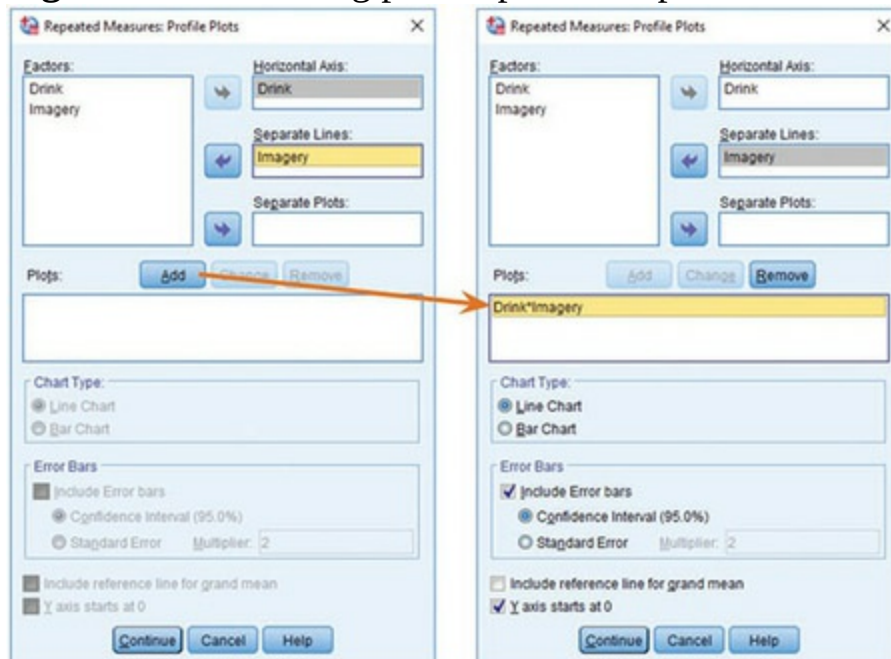 Repeated Measures: Profile Plots
Factors:
Drink
Imagery
Horizontal Axis:
Drink
Separate Lines:
Imagery
Separate Plots:
Plots:
Add
Change
Remove
Chart Type:
Line Chart
Bar Chart
Error Bars
Include Error bars
Confidence Interval (95.0%)
Standard Error Multiplier: 2
Include reference line for grand mean
Y axis starts at 0
Continue Cancel Help
Repeated Measures: Profile Plots
Factors:
Drink
Imagery
Horizontal Axis:
Drink
Separate Lines:
Imagery
Separate Plots:
Plots:
Add
Change
Remove
Drink*Imagery
Chart Type:
Line Chart
Bar Chart
Error Bars
Include Error bars
Confidence Interval (95.0%)
Standard Error Multiplier: 2
Include reference line for grand mean
Y axis starts at 0
Continue Cancel Help